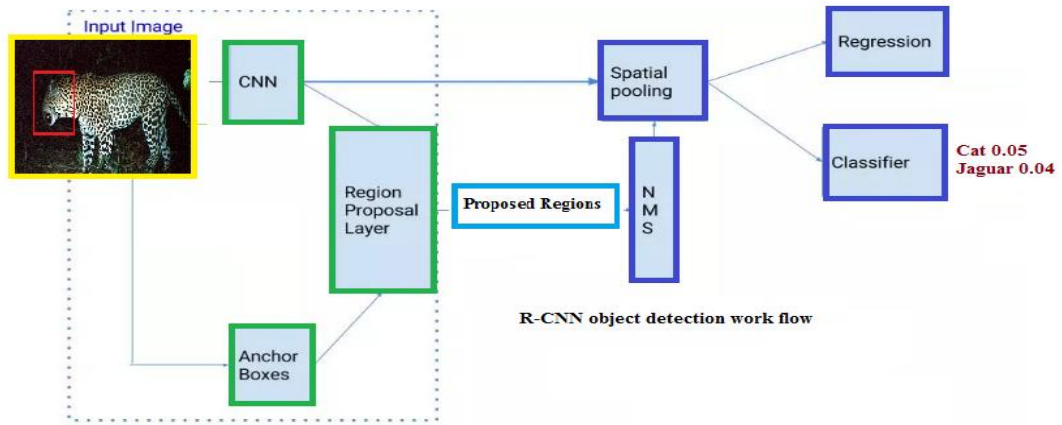 Input Image
CNN
Region
Proposal
Layer
Anchor
Boxes
Proposed Regions
N
M
S
Spatial
pooling
Regression
Classifier
Cat 0.05
Jaguar 0.04
R-CNN object detection work flow